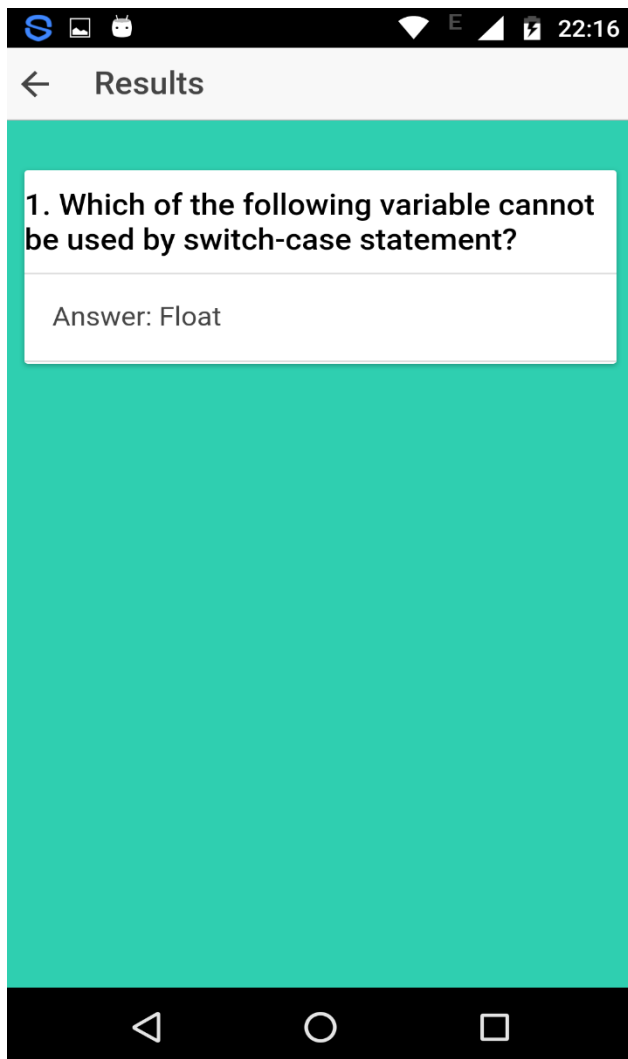 E 22:16
Results
1. Which of the following variable cannot
be used by switch-case statement?
Answer: Float